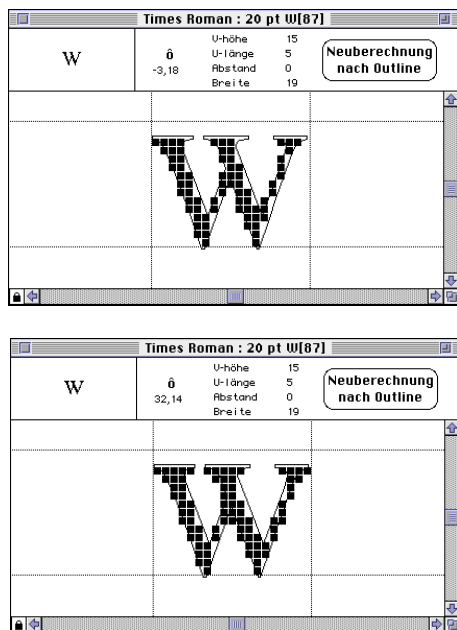 Times Roman : 20 pt W[87]
W
ô
-3,18
V-höhe 15
U-länge 5
Abstand 0
Breite 19
Neuberechnung
nach Outline
W
Times Roman : 20 pt W[87]
W
ô
32,14
V-höhe 15
U-länge 5
Abstand 0
Breite 19
Neuberechnung
nach Outline
W